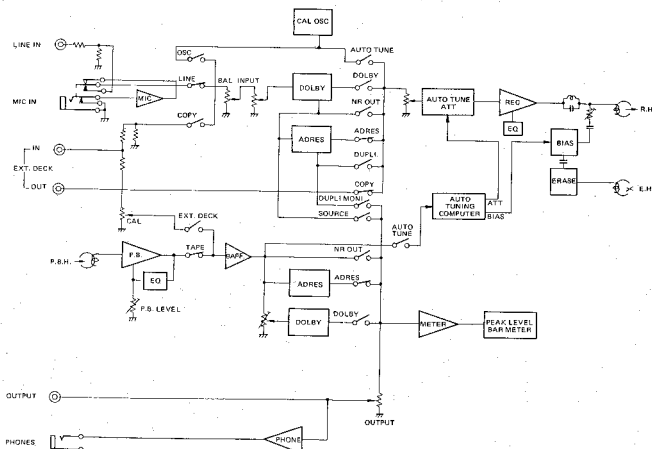 CAL OSC
LINE IN
OSC
AUTO TUNE
LINE
BAL
INPUT
DOLBY
DOLBY
AUTO TUNE
ATT
REC
R.H
MIC IN
MIC
NR OUT
EQ
COPY
ADRES
ADRES
BIAS
IN
EXT. DECK
OUT
DUPLI.
ATT
ERASE
E.H
COPY
DUPLI MONI
AUTO
TUNING
COMPUTER
BIAS
CAL
EXT. DECK
SOURCE
AUTO
TUNE
P.B.H.
P.B.
TAPE
BAFF
NR OUT
EQ
ADRES
ADRES
P.B. LEVEL
DOLBY
DOLBY
METER
PEAK LEVEL
BAR METER
OUTPUT
OUTPUT
PHONES
PHONE